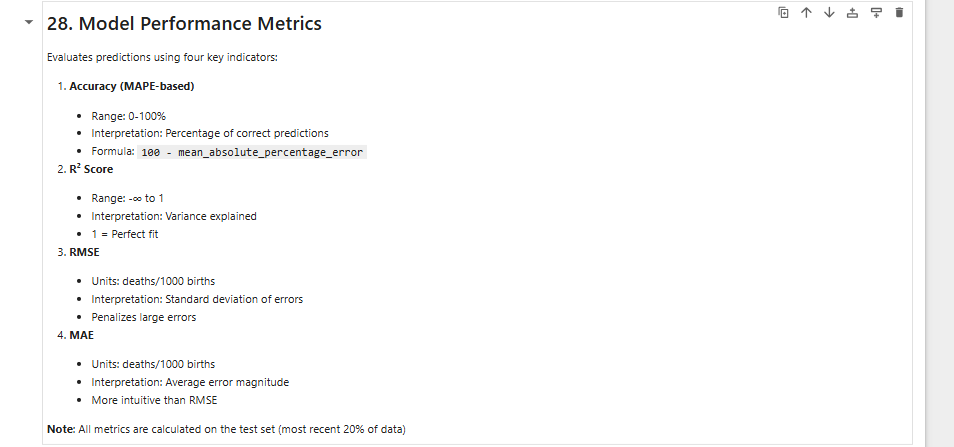 28. Model Performance Metrics
Evaluates predictions using four key indicators:
1. Accuracy (MAPE-based)
• Range: 0-100%
• Interpretation: Percentage of correct predictions
• Formula: 100 - mean_absolute_percentage_error
2. R² Score
• Range: -∞ to 1
• Interpretation: Variance explained
• 1 = Perfect fit
3. RMSE
• Units: deaths/1000 births
• Interpretation: Standard deviation of errors
• Penalizes large errors
4. MAE
• Units: deaths/1000 births
• Interpretation: Average error magnitude
• More intuitive than RMSE
Note: All metrics are calculated on the test set (most recent 20% of data)